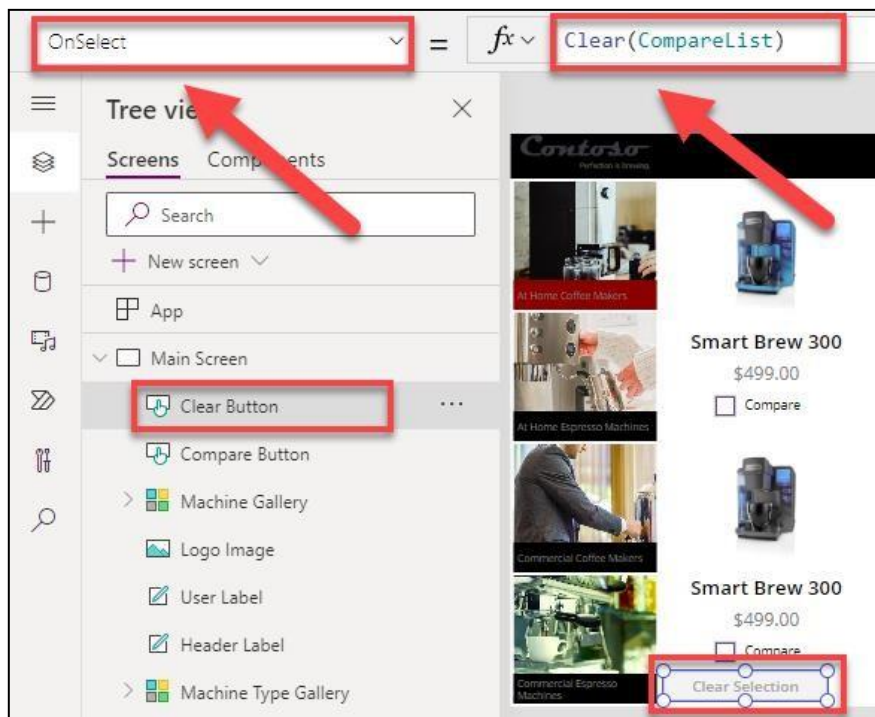 OnSelect = fx Clear(CompareList)
Tree vie
Screens Components
Search
New screen
App
Main Screen
Clear Button
Compare Button
Machine Gallery
Logo Image
User Label
Header Label
Machine Type Gallery
Contoso
Perfection is brewing.
At Home Coffee Makers
At Home Espresso Machines
Commercial Coffee Makers
Commercial Espresso
Machines
Smart Brew 300
$499.00
Compare
Smart Brew 300
$499.00
Compare
Clear Selection